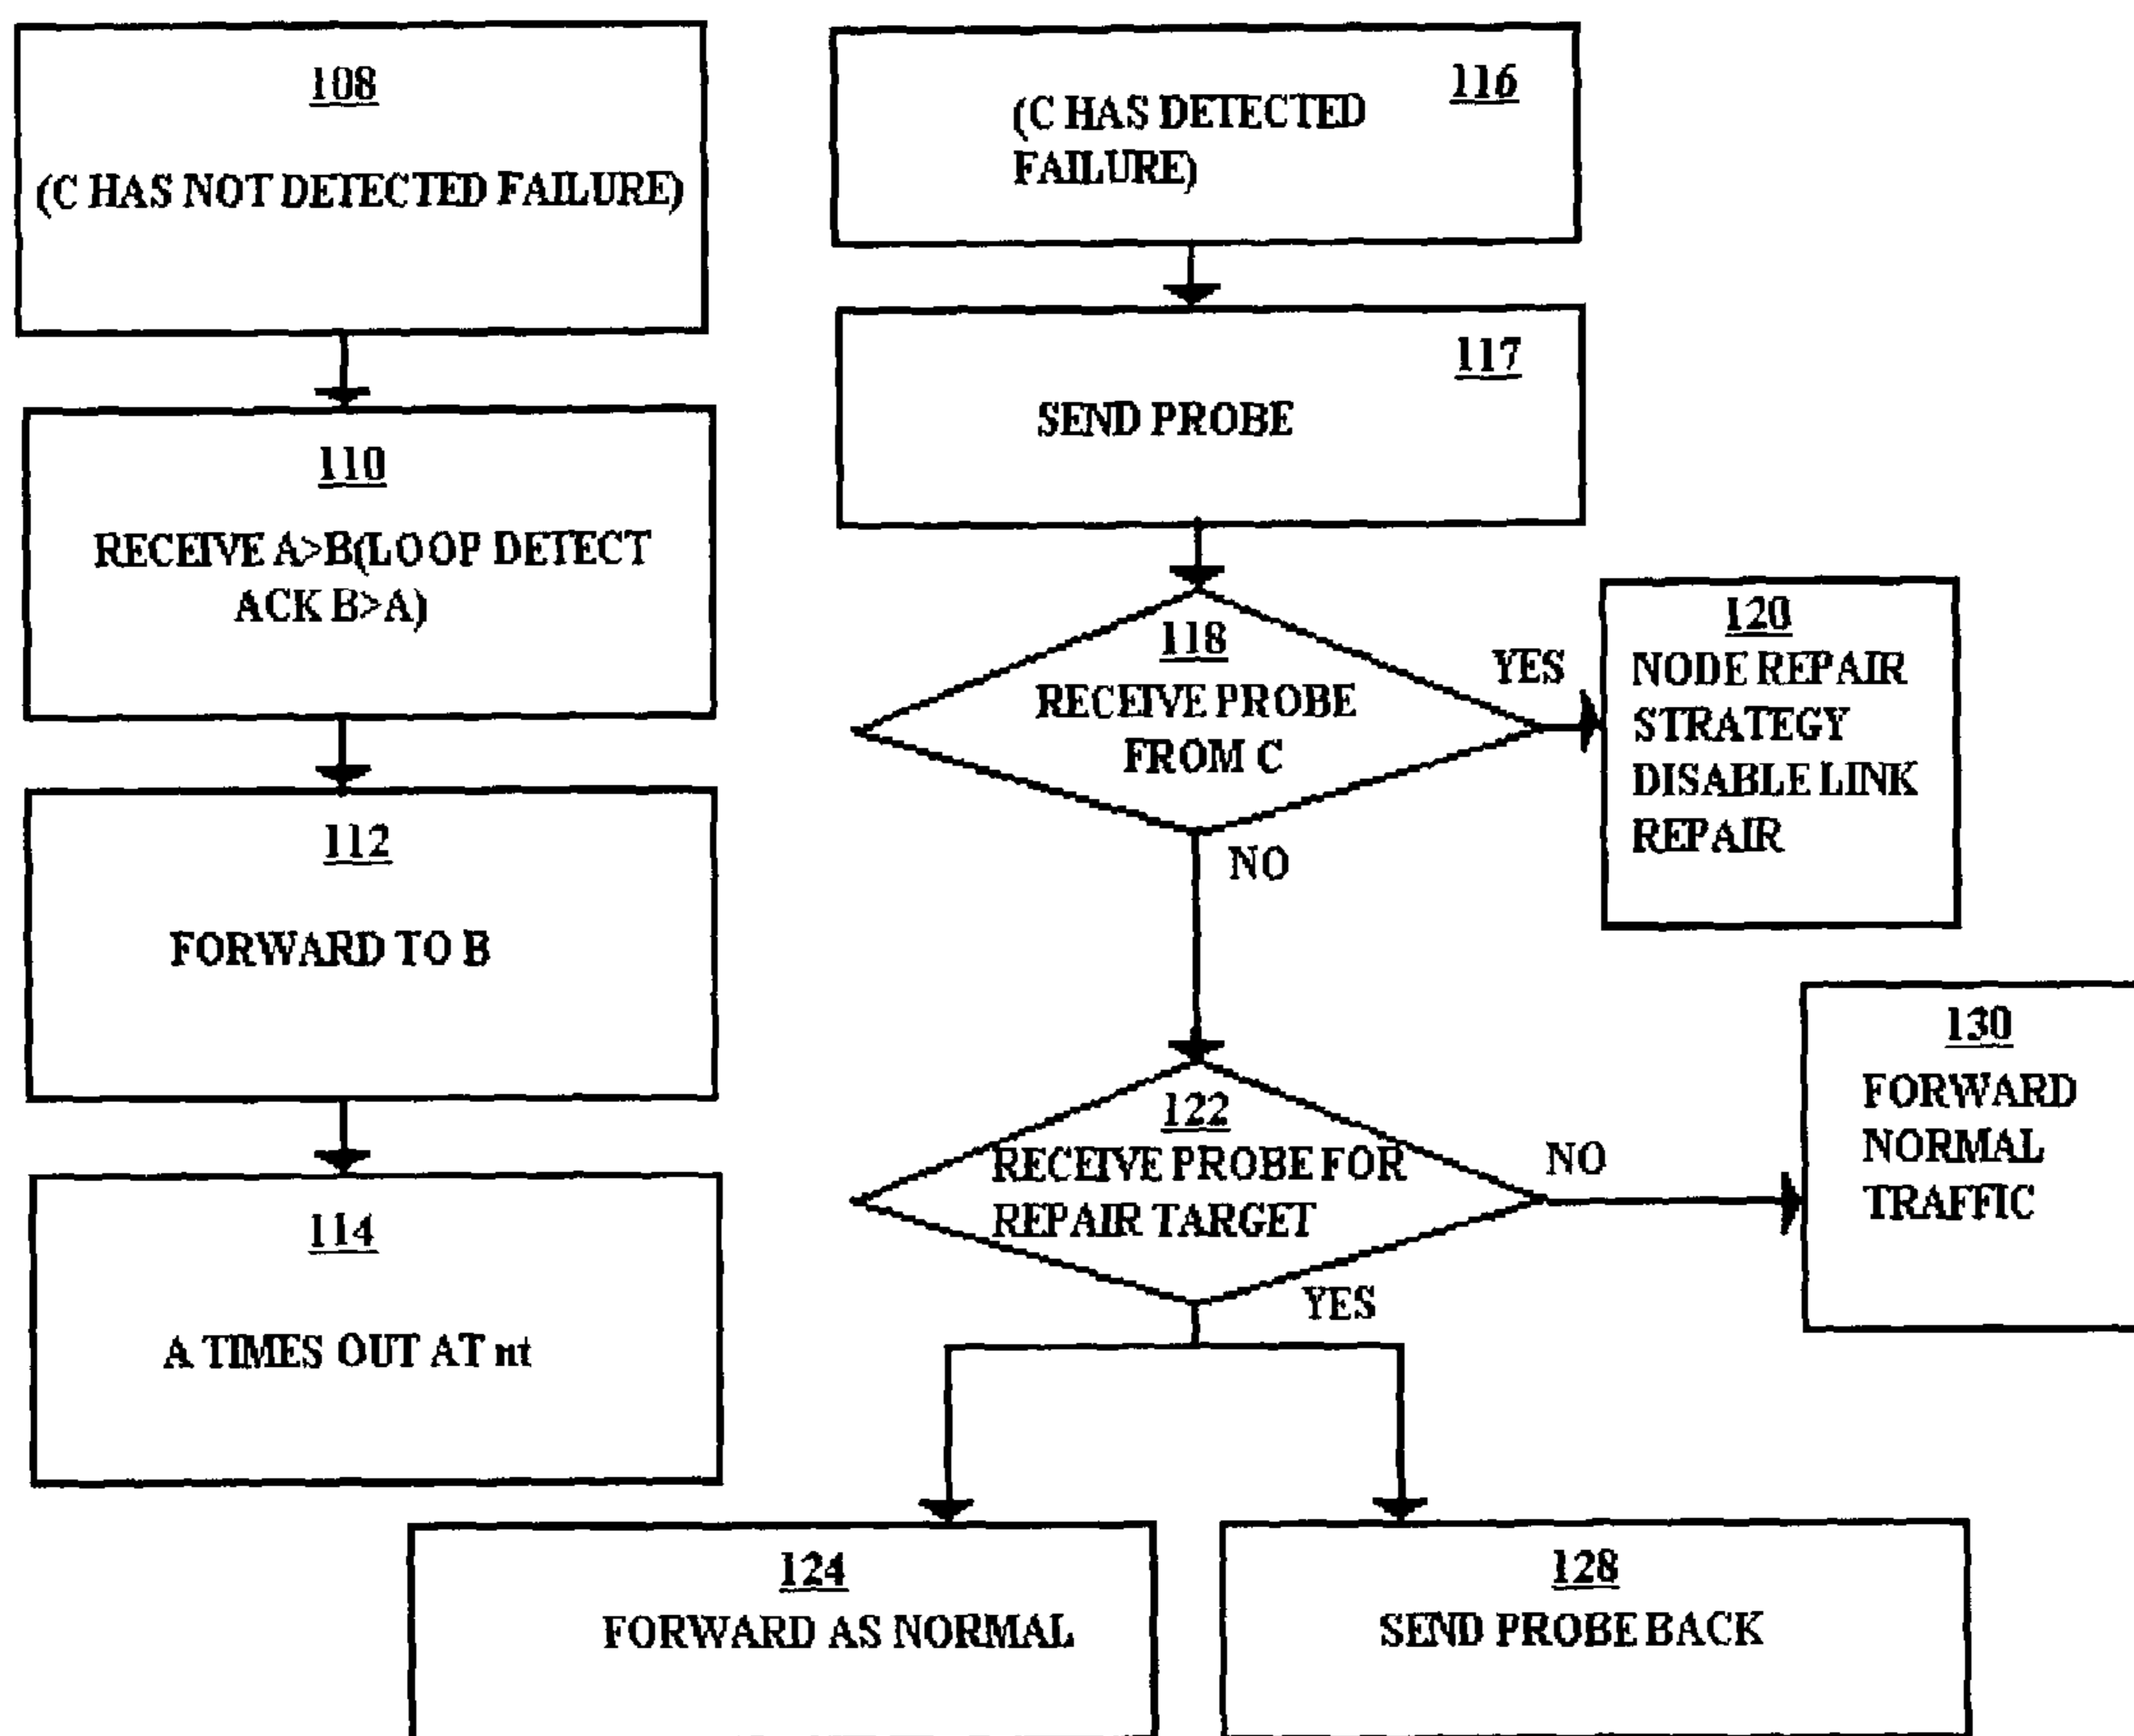 108
(C HAS NOT DETECTED FAILURE)
110
RECEIVE A>B(LOOP DETECT
ACK B>A)
112
FORWARD TO B
114
A TIMES OUT AT nt
116
(C HAS DETECTED
FAILURE)
117
SEND PROBE
118
RECEIVE PROBE
FROM C
YES
NO
120
NODE REPAIR
STRATEGY
DISABLE LINK
REPAIR
122
RECEIVE PROBE FOR
REPAIR TARGET
NO
YES
130
FORWARD
NORMAL
TRAFFIC
124
FORWARD AS NORMAL
128
SEND PROBE BACK